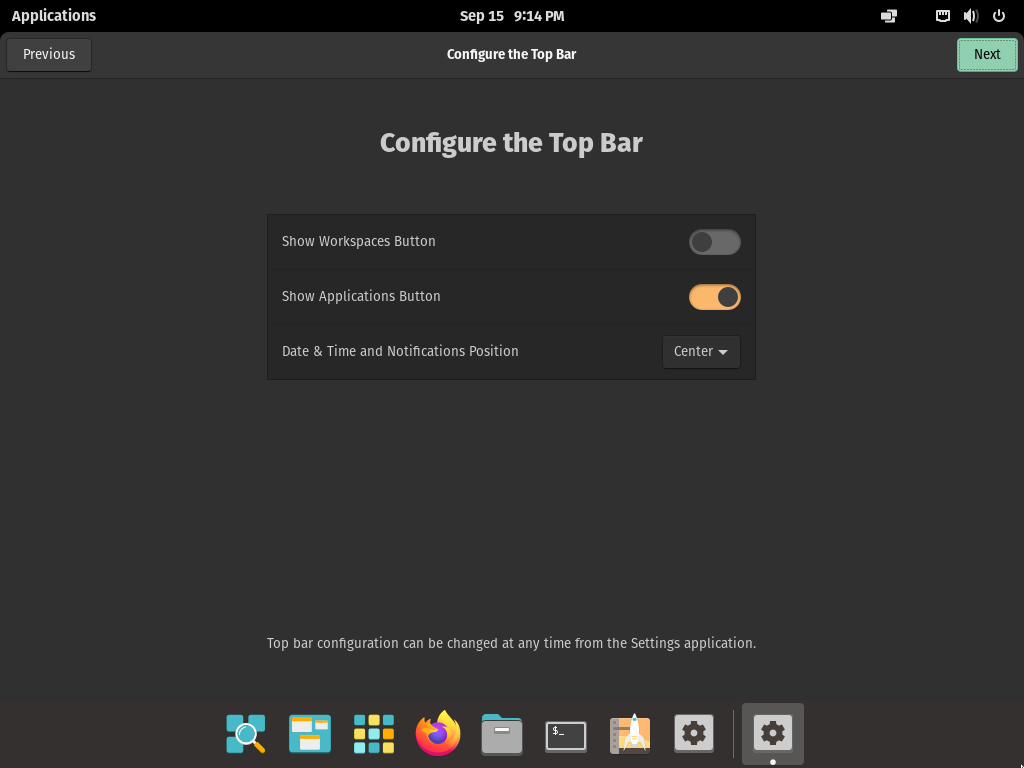 Applications
Sep 15 9:14 PM
Previous
Configure the Top Bar
Next
Configure the Top Bar
Show Workspaces Button
Show Applications Button
Date & Time and Notifications Position
Center
Top bar configuration can be changed at any time from the Settings application.
$_